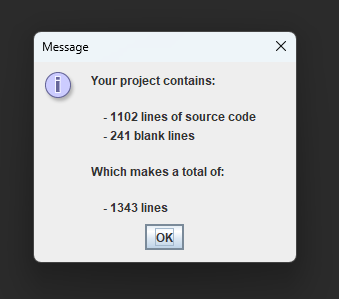 Message
Your project contains:
- 1102 lines of source code
- 241 blank lines
Which makes a total of:
- 1343 lines
OK